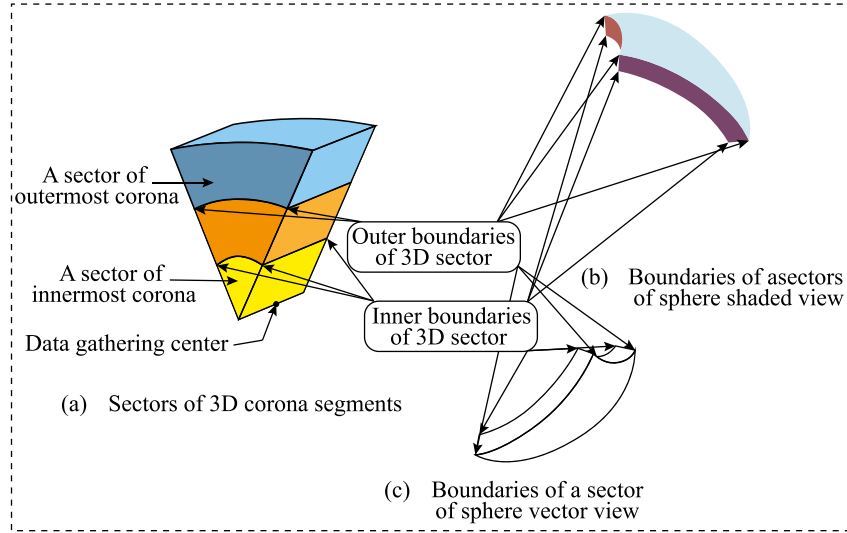 A sector of
outermost corona
A sector of
innermost corona
Data gathering center
Outer boundaries
of 3D sector
Inner boundaries
of 3D sector
(a) Sectors of 3D corona segments
(b) Boundaries of asectors
of sphere shaded view
(c) Boundaries of a sector
of sphere vector view